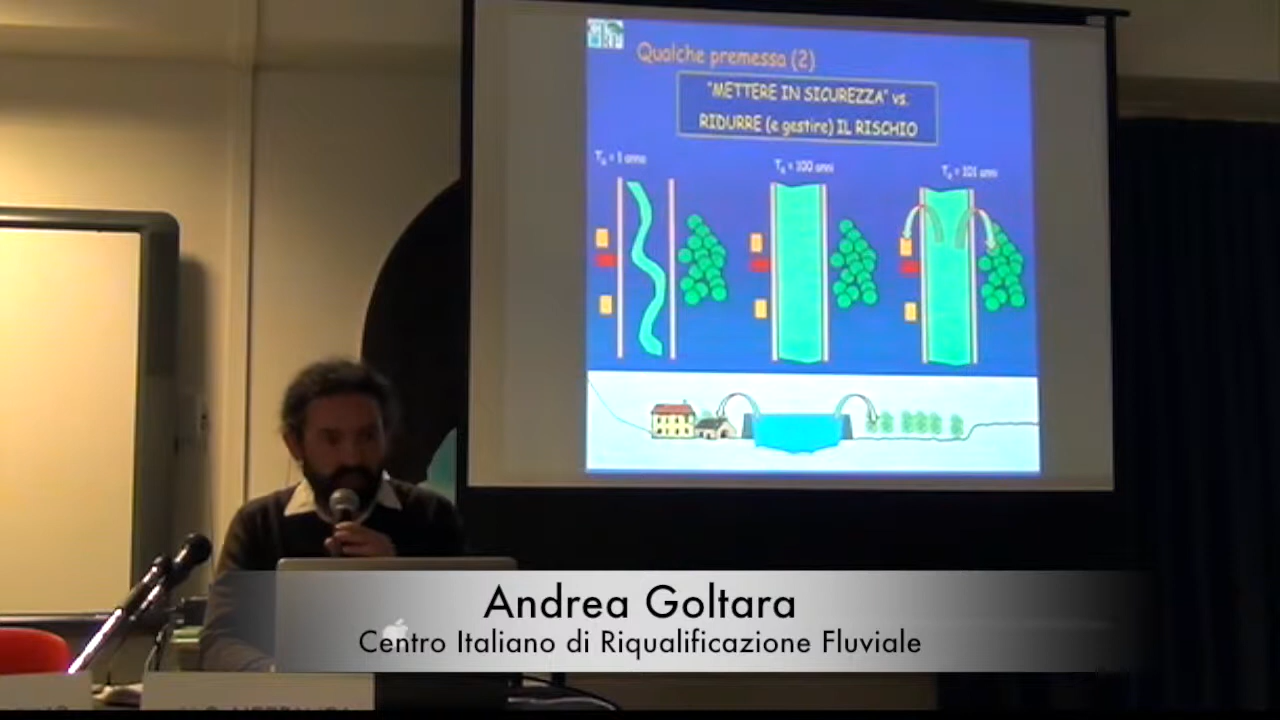 Qualche premessa (2)
"METTERE IN SICUREZZA" vs.
RIDURRE (e gestire) IL RISCHIO
= 1 anno
= 100 anni
= 101 anni
Andrea Goltara
Centro Italiano di Riqualificazione Fluviale